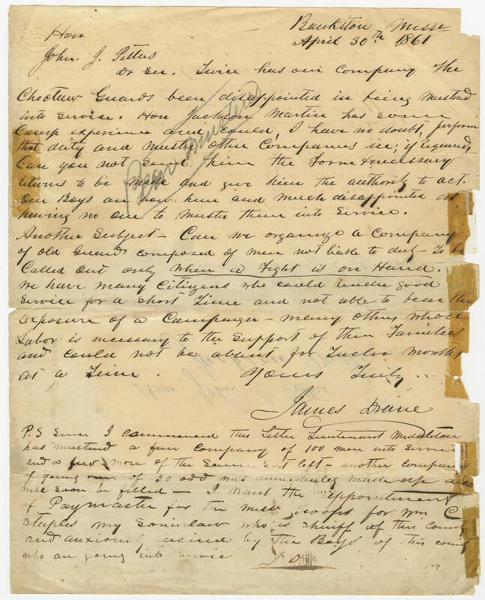 Bankston Missi
April 30th 1861
Hon
John. J. Pettus
Dr Sir. Twice has our Company the
Choctaw Guards been disappointed in being Mustered
into service. Hon Jackson Martin has some
Camp experience and could, I have no doubt, perform
that duty and muster other Companies in; if required
Can you not send him the Form & necessary
returns to be made and give him the authority to act.
Our Boys are now here and much disappointed at
having no one to muster them into service.
Another Subject - Can we organize a Company
of old Guards composed of men not liable to duty - to be
Called out only when a Fight is on Hand.
We have many Citizens who could render good
service for a short Time and not able to bear the
exposure of a Campaign - many others whose
Labor is necessary to the support of their Families
and could not be absent for Twelve Months
at a Time. Yours Truly
James Drane
P.S Since I commenced this Letter Lieutenant Middleton
has mustered a fine Company of 100 men into service
and a few more of the same sort left - another company
of young men of 30 odd was immediately made up and
will soon be filled - I want the appointment
of Paymaster for the Missi Troops for Wm C
Staples my soninlaw who is sheriff of this County
and anxiously desired by the Boys of this county
who are going into service J D